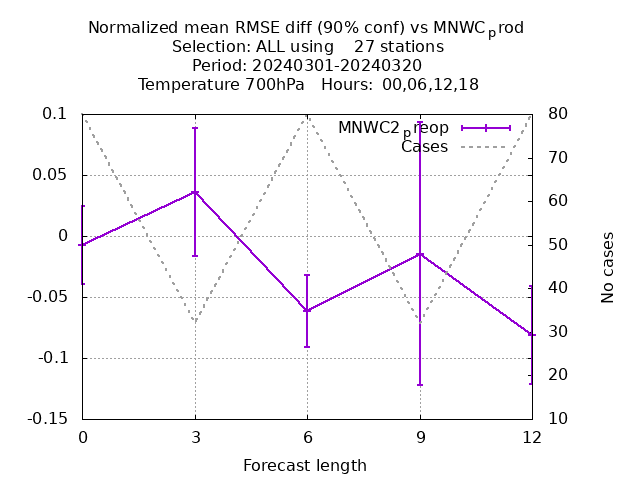 Normalized mean RMSE diff (90% conf) vs MNWCprod
Selection: ALL using    27 stations
Period: 20240301-20240320
Temperature 700hPa   Hours:  00,06,12,18
MNWC2preop
Cases
0.1
0.05
0
-0.05
-0.1
-0.15
80
70
60
50
40
30
20
10
No cases
0 3 6 9 12
Forecast length